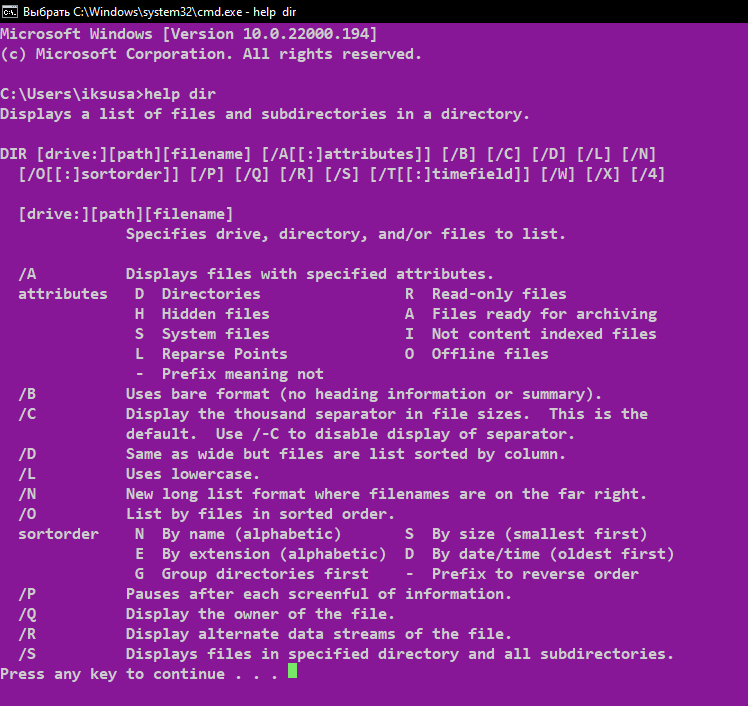 Выбрать C:\Windows\system32\cmd.exe - help dir
Microsoft Windows [Version 10.0.22000.194]
(c) Microsoft Corporation. All rights reserved.

C:\Users\iksusa>help dir
Displays a list of files and subdirectories in a directory.

DIR [drive:][path][filename] [/A[[:]attributes]] [/B] [/C] [/D] [/L] [/N]
  [/O[[:]sortorder]] [/P] [/Q] [/R] [/S] [/T[[:]timefield]] [/W] [/X] [/4]

  [drive:][path][filename]
              Specifies drive, directory, and/or files to list.

  /A          Displays files with specified attributes.
  attributes   D  Directories                R  Read-only files
               H  Hidden files               A  Files ready for archiving
               S  System files               I  Not content indexed files
               L  Reparse Points             O  Offline files
               -  Prefix meaning not
  /B          Uses bare format (no heading information or summary).
  /C          Display the thousand separator in file sizes.  This is the
              default.  Use /-C to disable display of separator.
  /D          Same as wide but files are list sorted by column.
  /L          Uses lowercase.
  /N          New long list format where filenames are on the far right.
  /O          List by files in sorted order.
  sortorder    N  By name (alphabetic)       S  By size (smallest first)
               E  By extension (alphabetic)  D  By date/time (oldest first)
               G  Group directories first    -  Prefix to reverse order
  /P          Pauses after each screenful of information.
  /Q          Display the owner of the file.
  /R          Display alternate data streams of the file.
  /S          Displays files in specified directory and all subdirectories.
Press any key to continue . . .